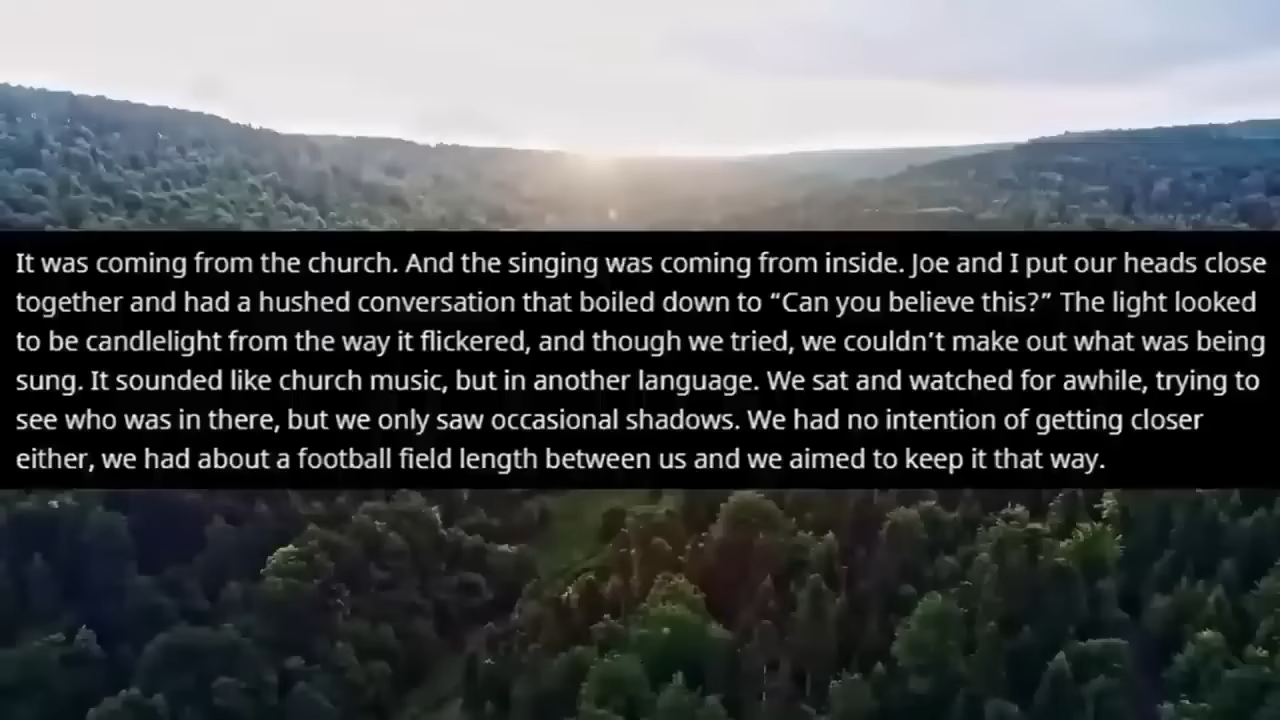 It was coming from the church. And the singing was coming from inside. Joe and I put our heads close
together and had a hushed conversation that boiled down to “Can you believe this?” The light looked
to be candlelight from the way it flickered, and though we tried, we couldn’t make out what was being
sung. It sounded like church music, but in another language. We sat and watched for awhile, trying to
see who was in there, but we only saw occasional shadows. We had no intention of getting closer
either, we had about a football field length between us and we aimed to keep it that way.